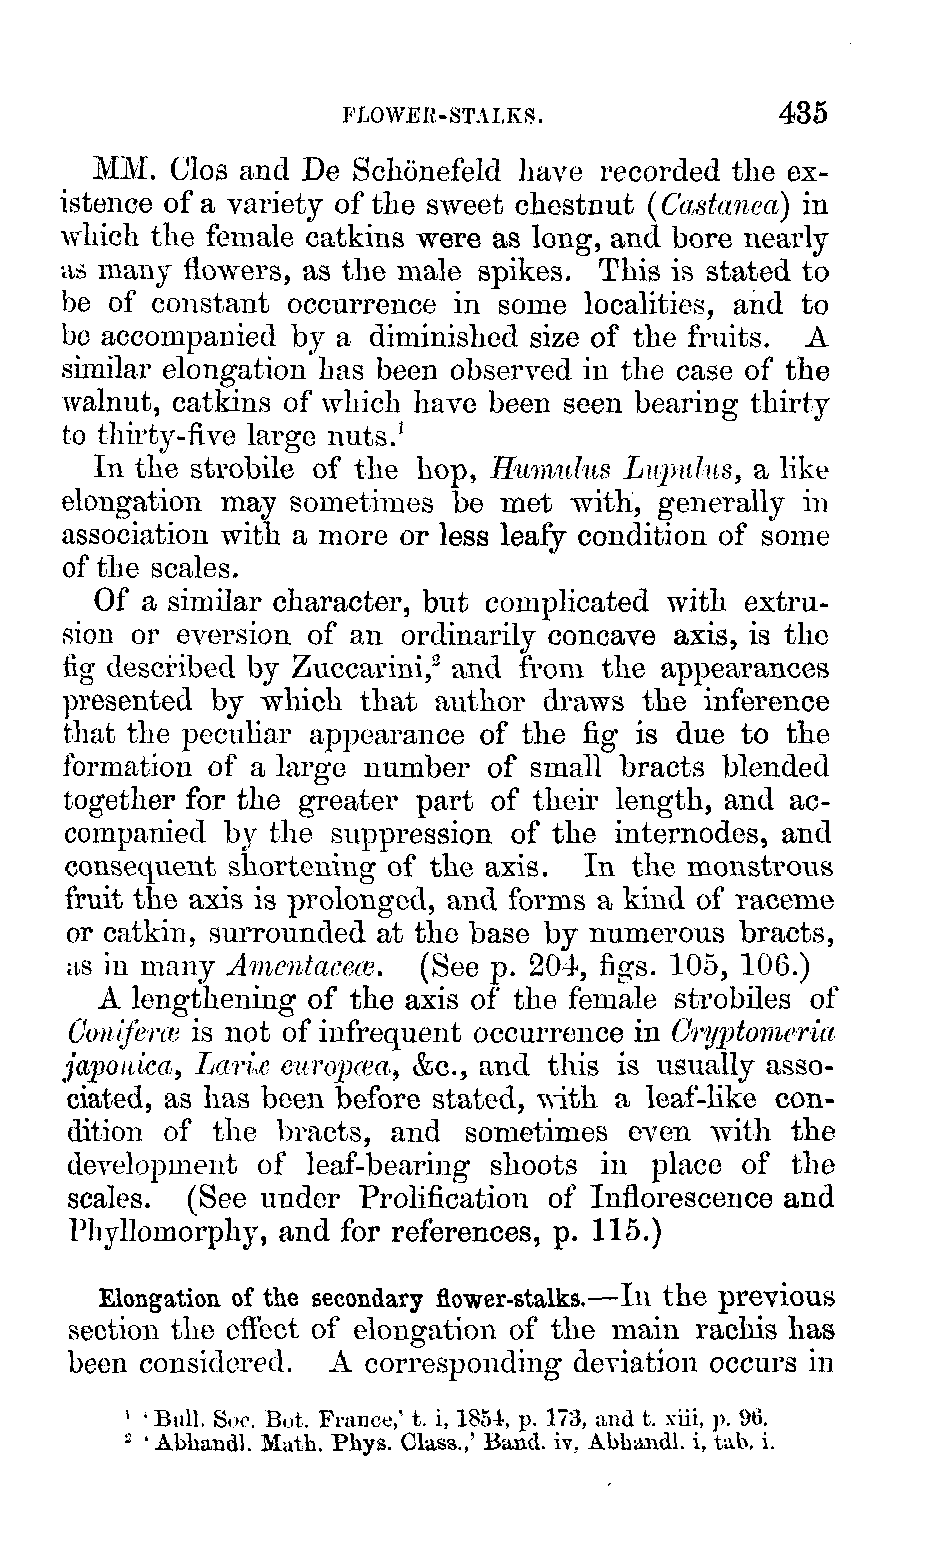 FLOWER-STALKS. 435
MM. Clos and De Schönefeld have recorded the ex-
istence of a variety of the sweet chestnut (Castanea) in
which the female catkins were as long, and bore nearly
as many flowers, as the male spikes. This is stated to
be of constant occurrence in some localities, and to
be accompanied by a diminished size of the fruits. A
similar elongation has been observed in the case of the
walnut, catkins of which have been seen bearing thirty
to thirty-five large nuts.¹
In the strobile of the hop, Humulus Lupulus, a like
elongation may sometimes be met with, generally in
association with a more or less leafy condition of some
of the scales.
Of a similar character, but complicated with extru-
sion or eversion of an ordinarily concave axis, is the
fig described by Zuccarini,² and from the appearances
presented by which that author draws the inference
that the peculiar appearance of the fig is due to the
formation of a large number of small bracts blended
together for the greater part of their length, and ac-
companied by the suppression of the internodes, and
consequent shortening of the axis. In the monstrous
fruit the axis is prolonged, and forms a kind of raceme
or catkin, surrounded at the base by numerous bracts,
as in many Amentaceæ. (See p. 204, figs. 105, 106.)
A lengthening of the axis of the female strobiles of
Coniferæ is not of infrequent occurrence in Cryptomeria
japonica, Larix europæa, &c., and this is usually asso-
ciated, as has been before stated, with a leaf-like con-
dition of the bracts, and sometimes even with the
development of leaf-bearing shoots in place of the
scales. (See under Prolification of Inflorescence and
Phyllomorphy, and for references, p. 115.)
Elongation of the secondary flower-stalks.—In the previous
section the effect of elongation of the main rachis has
been considered. A corresponding deviation occurs in
¹ 'Bull. Soc. Bot. France,' t. i, 1854, p. 173, and t. xiii, p. 96.
² 'Abhandl. Math. Phys. Class.,' Band. iv, Abhandl. i, tab. i.